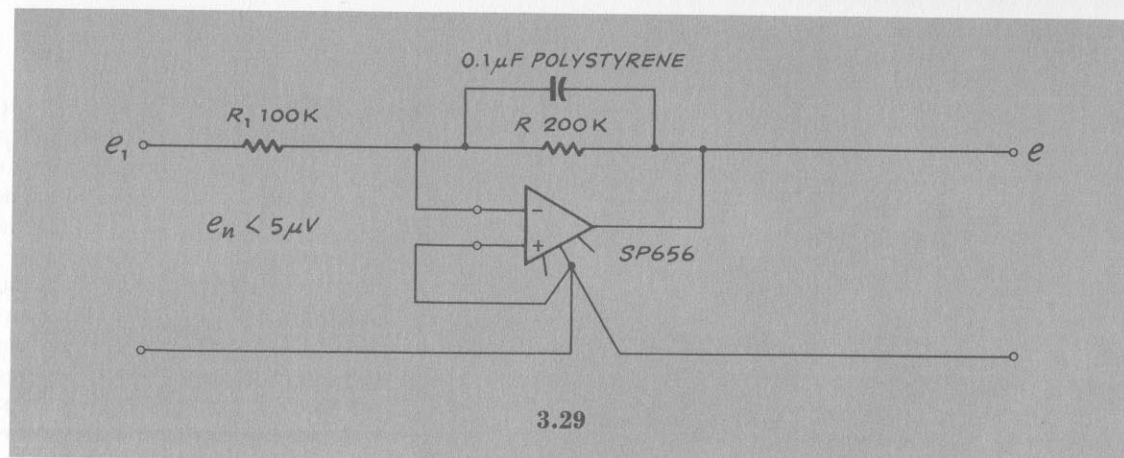 0.1μF POLYSTYRENE
R₁ 100K
R 200K
e₁
e
eₙ < 5μV
−
+
SP656
3.29